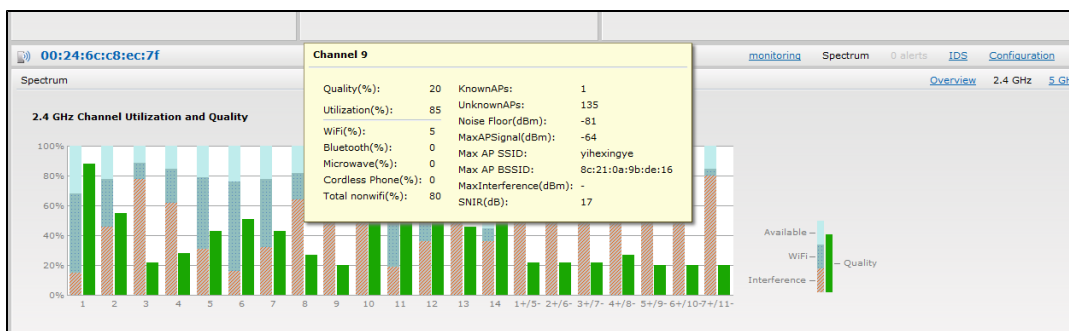 00:24:6c:c8:ec:7f
monitoring Spectrum 0 alerts IDS Configuration
Spectrum
Overview 2.4 GHz 5 GH
2.4 GHz Channel Utilization and Quality
Channel 9
Quality(%): 20
Utilization(%): 85
WiFi(%): 5
Bluetooth(%): 0
Microwave(%): 0
Cordless Phone(%): 0
Total nonwifi(%): 80
KnownAPs: 1
UnknownAPs: 135
Noise Floor(dBm): -81
MaxAPSignal(dBm): -64
Max AP SSID: yihexingye
Max AP BSSID: 8c:21:0a:9b:de:16
MaxInterference(dBm): -
SNIR(dB): 17
100%
80%
60%
40%
20%
0%
1 2 3 4 5 6 7 8 9 10 11 12 13 14 1+/5- 2+/6- 3+/7- 4+/8- 5+/9- 6+/10- 7+/11-
Available
WiFi
Interference
Quality